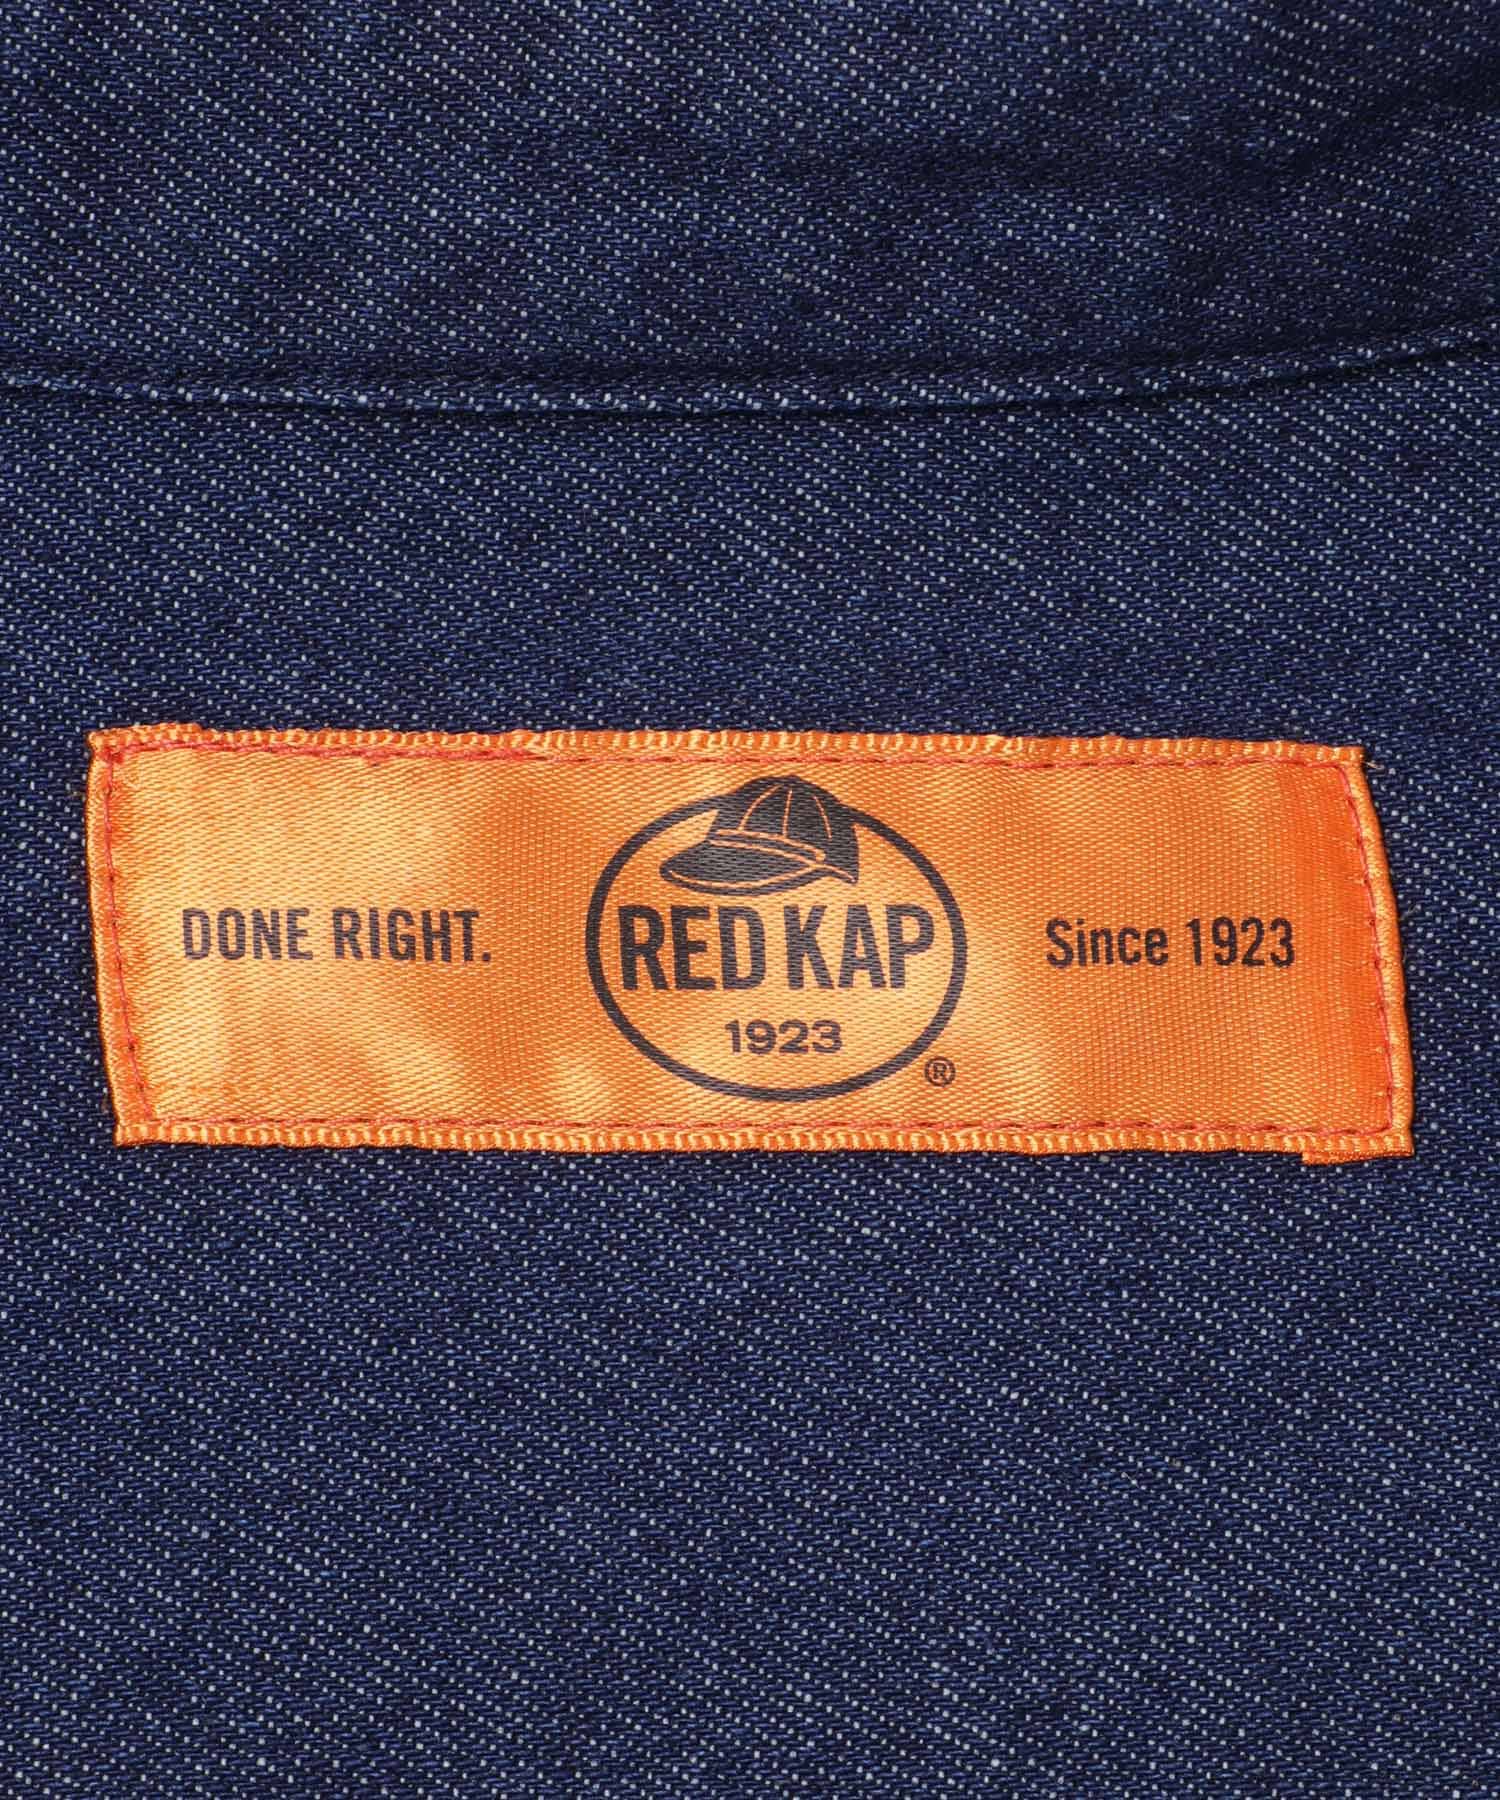 DONE RIGHT.
RED KAP
1923
®
Since 1923